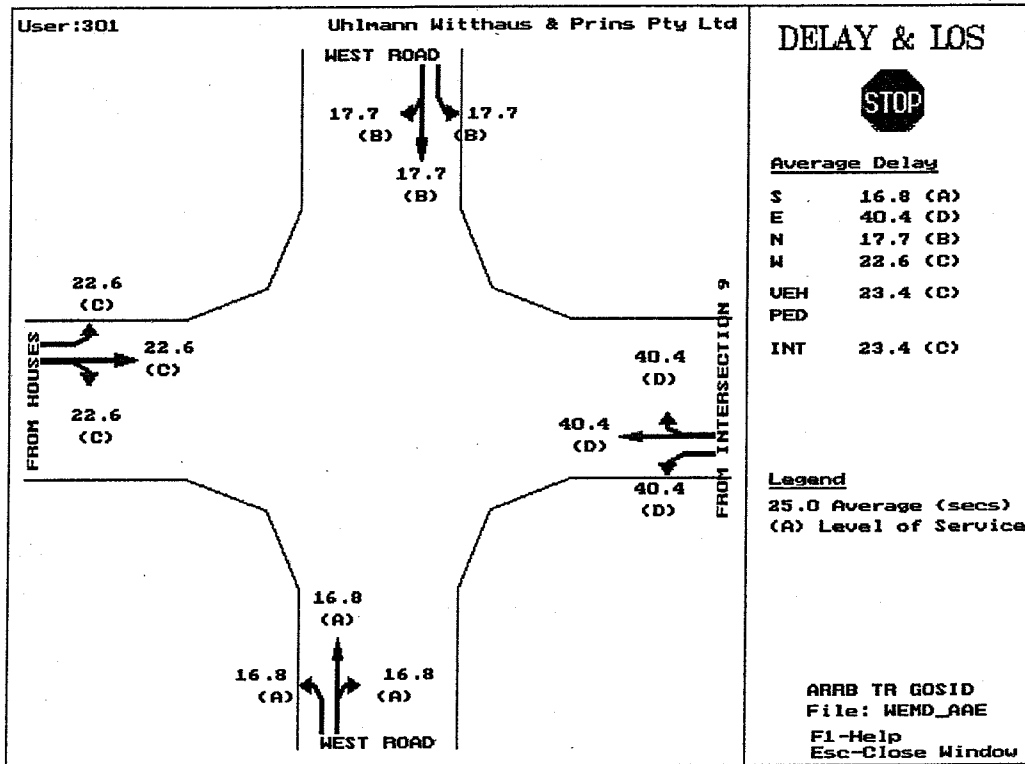 User:301 Uhlmann Witthaus & Prins Pty Ltd
WEST ROAD
17.7 17.7
(B) (B)
17.7
(B)
22.6
(C)
FROM HOUSES
22.6
(C)
22.6
(C)
40.4
(D)
40.4
(D)
40.4
(D)
FROM INTERSECTION 9
16.8
(A)
16.8 16.8
(A) (A)
WEST ROAD
DELAY & LOS
STOP
Average Delay
S 16.8 (A)
E 40.4 (D)
N 17.7 (B)
W 22.6 (C)
VEH 23.4 (C)
PED
INT 23.4 (C)
Legend
25.0 Average (secs)
(A) Level of Service
ARRB TR GOSID
File: WEMD_AAE
F1-Help
Esc-Close Window